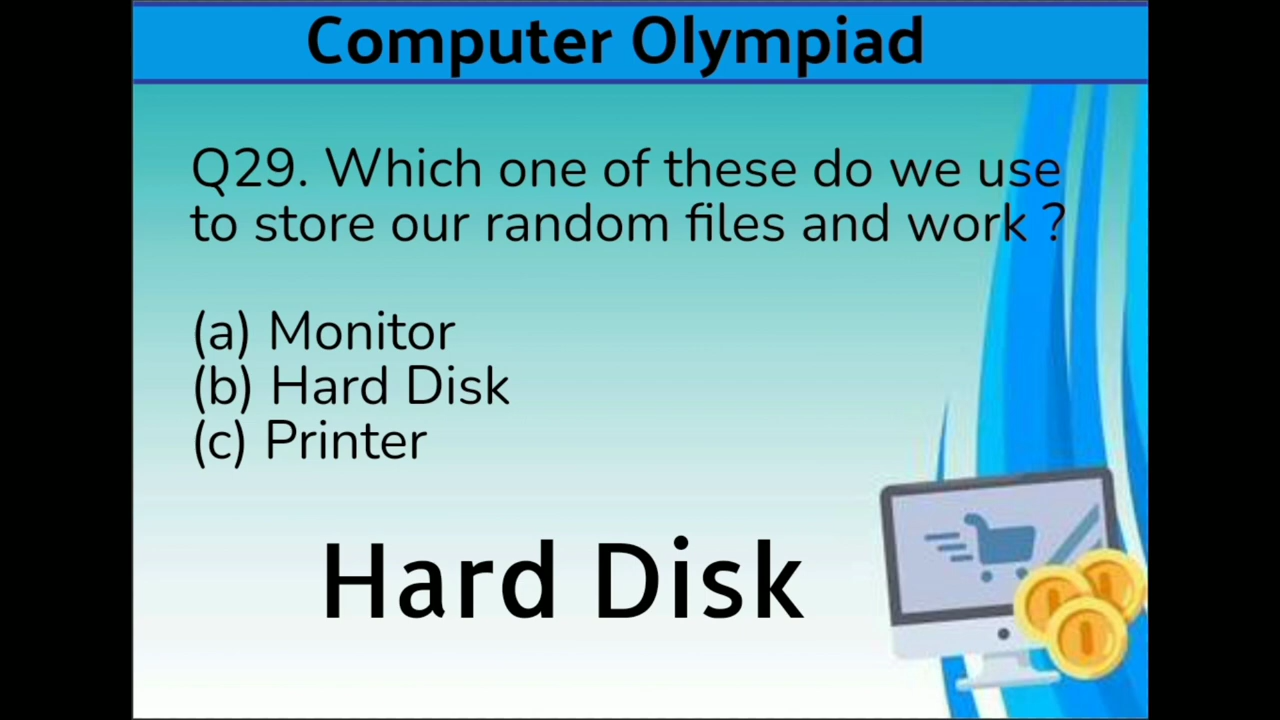 Computer Olympiad
Q29. Which one of these do we use
to store our random files and work ?
(a) Monitor
(b) Hard Disk
(c) Printer
Hard Disk